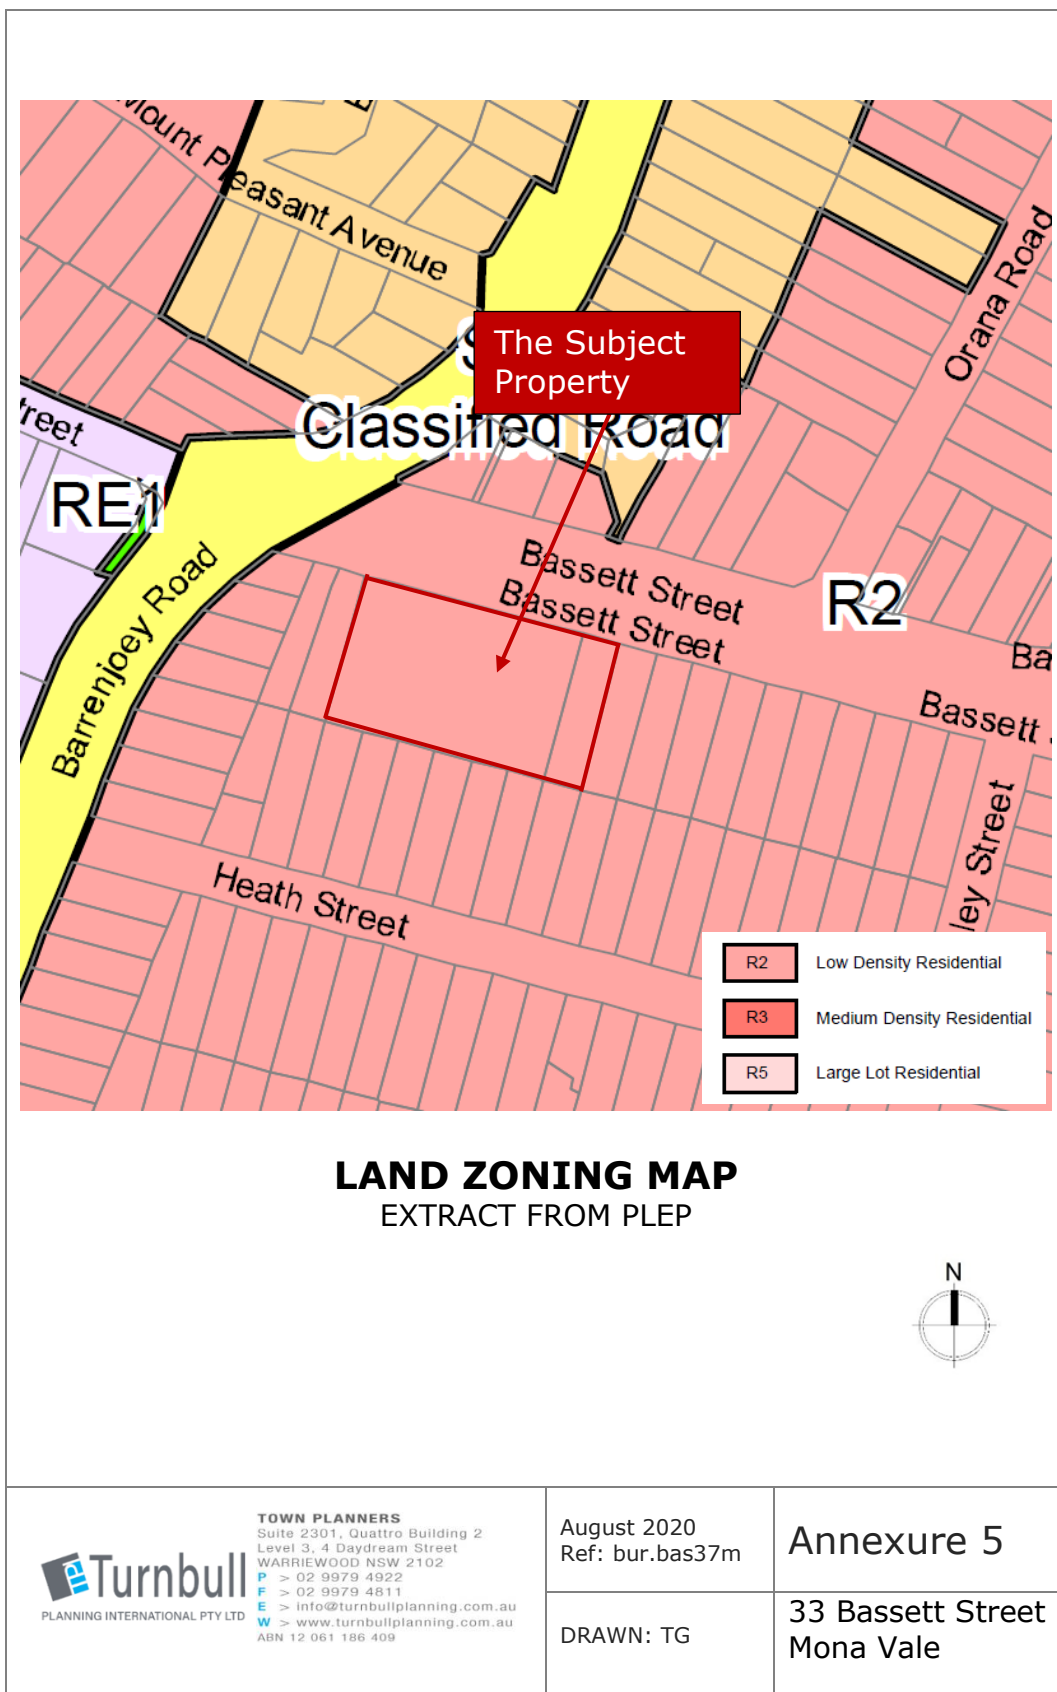 Mount Pleasant Avenue
Orana Road
The Subject
Property
Classified Road
treet
RE1
Barrenjoey Road
Bassett Street
Bassett Street
R2
Ba
Bassett
ley Street
Heath Street
R2 Low Density Residential
R3 Medium Density Residential
R5 Large Lot Residential
LAND ZONING MAP
EXTRACT FROM PLEP
N
Turnbull
PLANNING INTERNATIONAL PTY LTD
TOWN PLANNERS
Suite 2301, Quattro Building 2
Level 3, 4 Daydream Street
WARRIEWOOD NSW 2102
P > 02 9979 4922
F > 02 9979 4811
E > info@turnbullplanning.com.au
W > www.turnbullplanning.com.au
ABN 12 061 186 409
August 2020
Ref: bur.bas37m
DRAWN: TG
Annexure 5
33 Bassett Street
Mona Vale